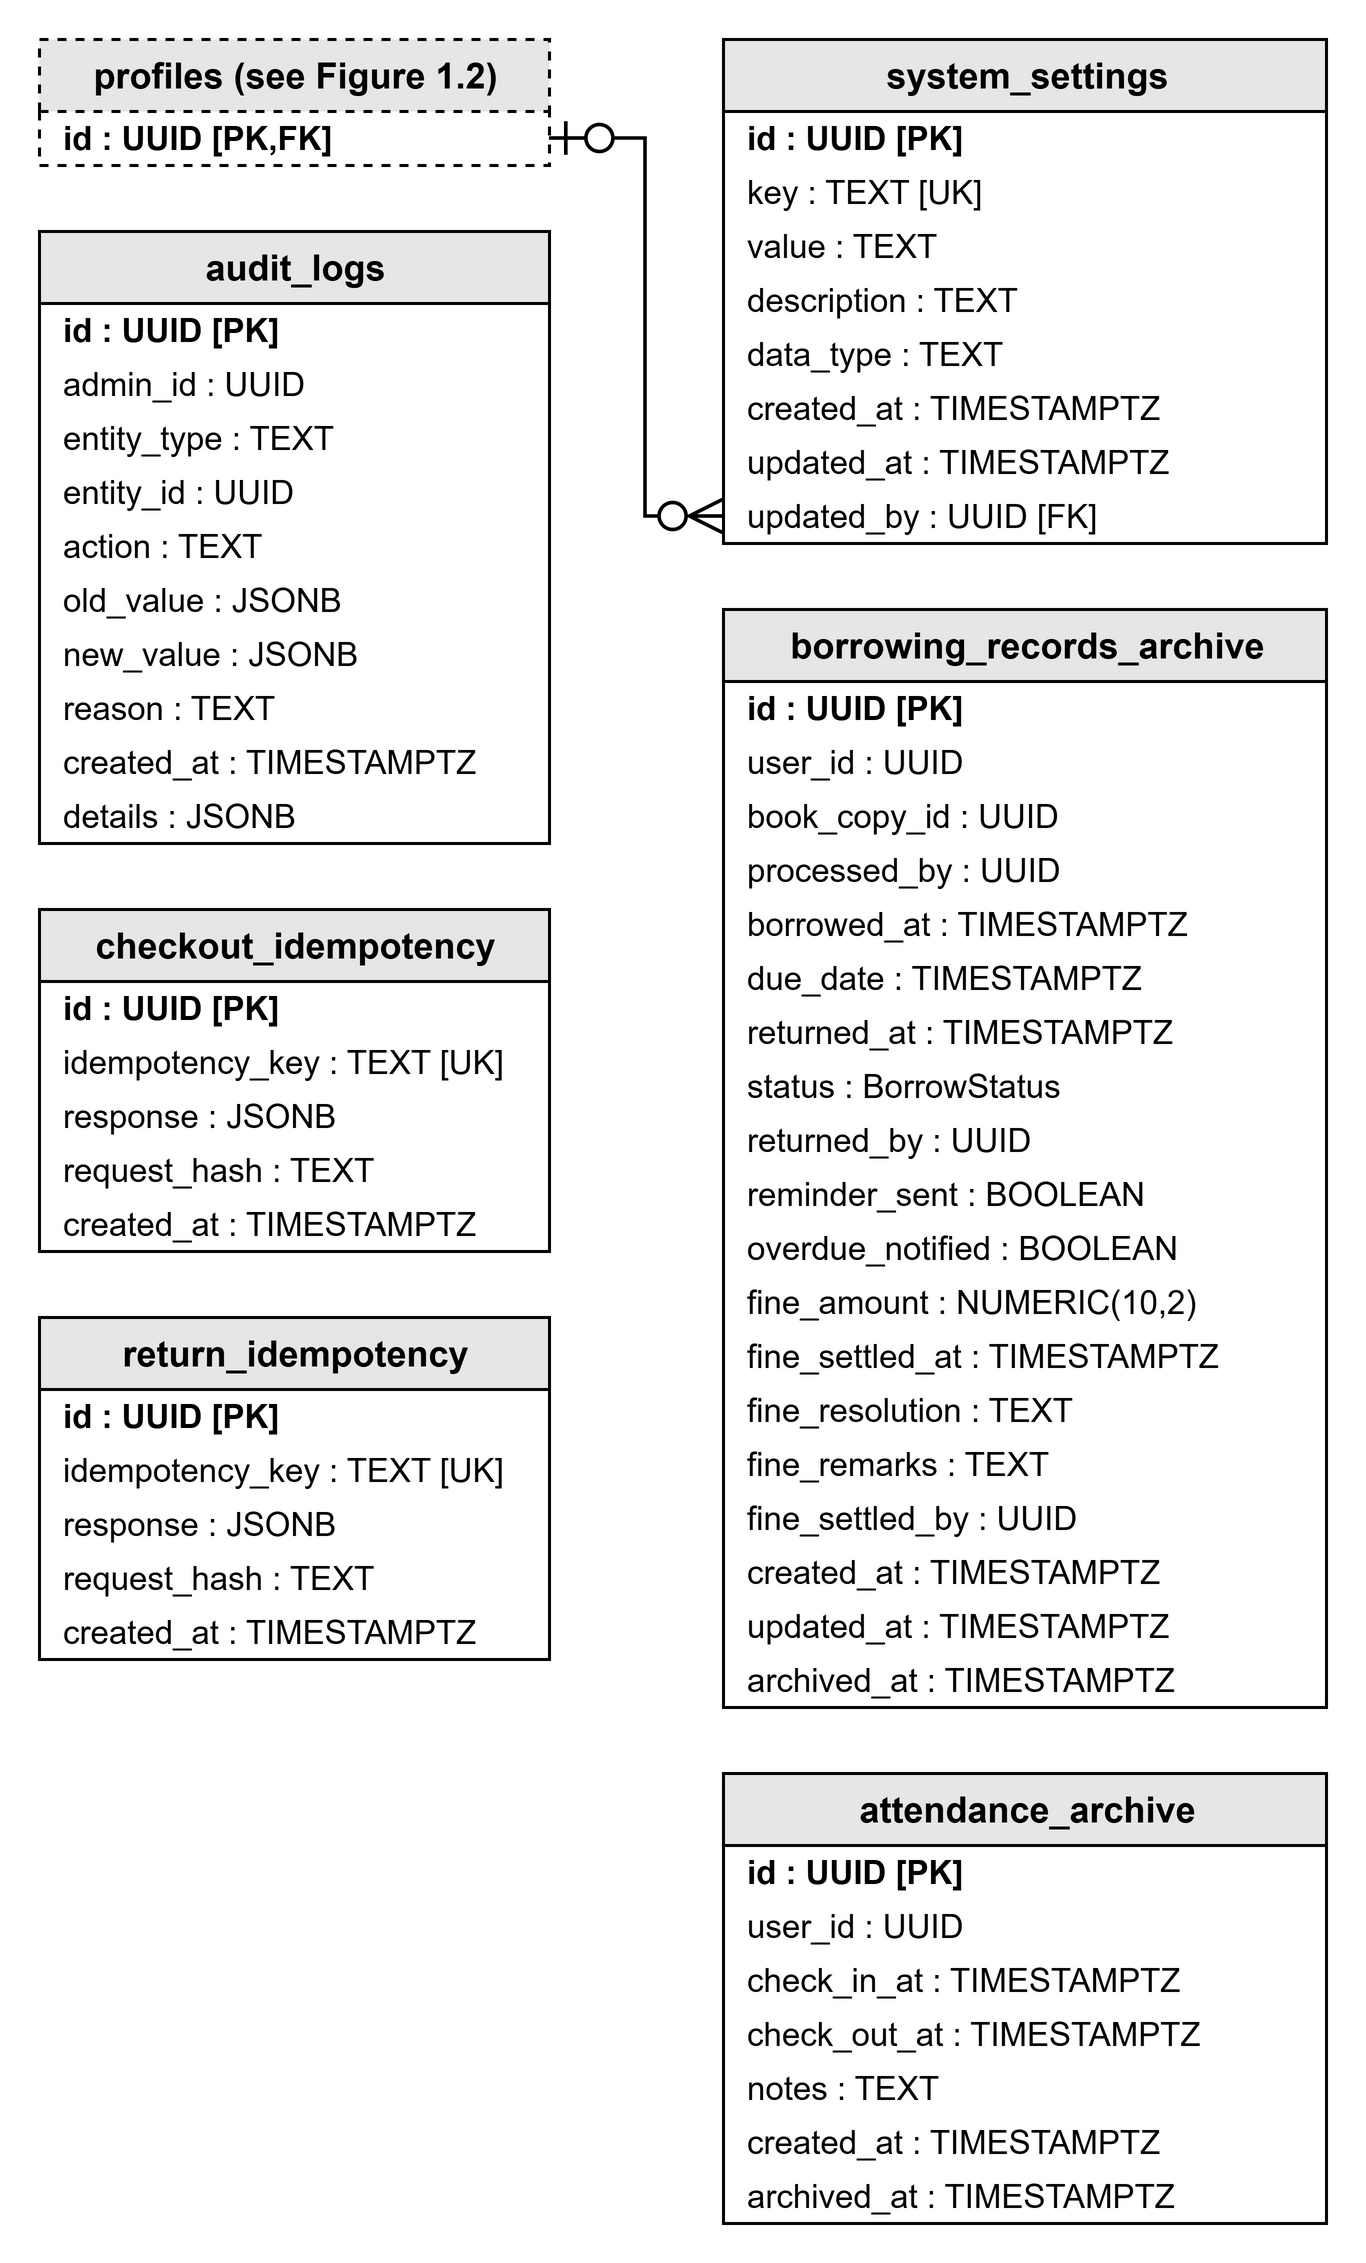 profiles (see Figure 1.2)
id : UUID [PK,FK]
audit_logs
id : UUID [PK]
admin_id : UUID
entity_type : TEXT
entity_id : UUID
action : TEXT
old_value : JSONB
new_value : JSONB
reason : TEXT
created_at : TIMESTAMPTZ
details : JSONB
checkout_idempotency
id : UUID [PK]
idempotency_key : TEXT [UK]
response : JSONB
request_hash : TEXT
created_at : TIMESTAMPTZ
return_idempotency
id : UUID [PK]
idempotency_key : TEXT [UK]
response : JSONB
request_hash : TEXT
created_at : TIMESTAMPTZ
system_settings
id : UUID [PK]
key : TEXT [UK]
value : TEXT
description : TEXT
data_type : TEXT
created_at : TIMESTAMPTZ
updated_at : TIMESTAMPTZ
updated_by : UUID [FK]
borrowing_records_archive
id : UUID [PK]
user_id : UUID
book_copy_id : UUID
processed_by : UUID
borrowed_at : TIMESTAMPTZ
due_date : TIMESTAMPTZ
returned_at : TIMESTAMPTZ
status : BorrowStatus
returned_by : UUID
reminder_sent : BOOLEAN
overdue_notified : BOOLEAN
fine_amount : NUMERIC(10,2)
fine_settled_at : TIMESTAMPTZ
fine_resolution : TEXT
fine_remarks : TEXT
fine_settled_by : UUID
created_at : TIMESTAMPTZ
updated_at : TIMESTAMPTZ
archived_at : TIMESTAMPTZ
attendance_archive
id : UUID [PK]
user_id : UUID
check_in_at : TIMESTAMPTZ
check_out_at : TIMESTAMPTZ
notes : TEXT
created_at : TIMESTAMPTZ
archived_at : TIMESTAMPTZ